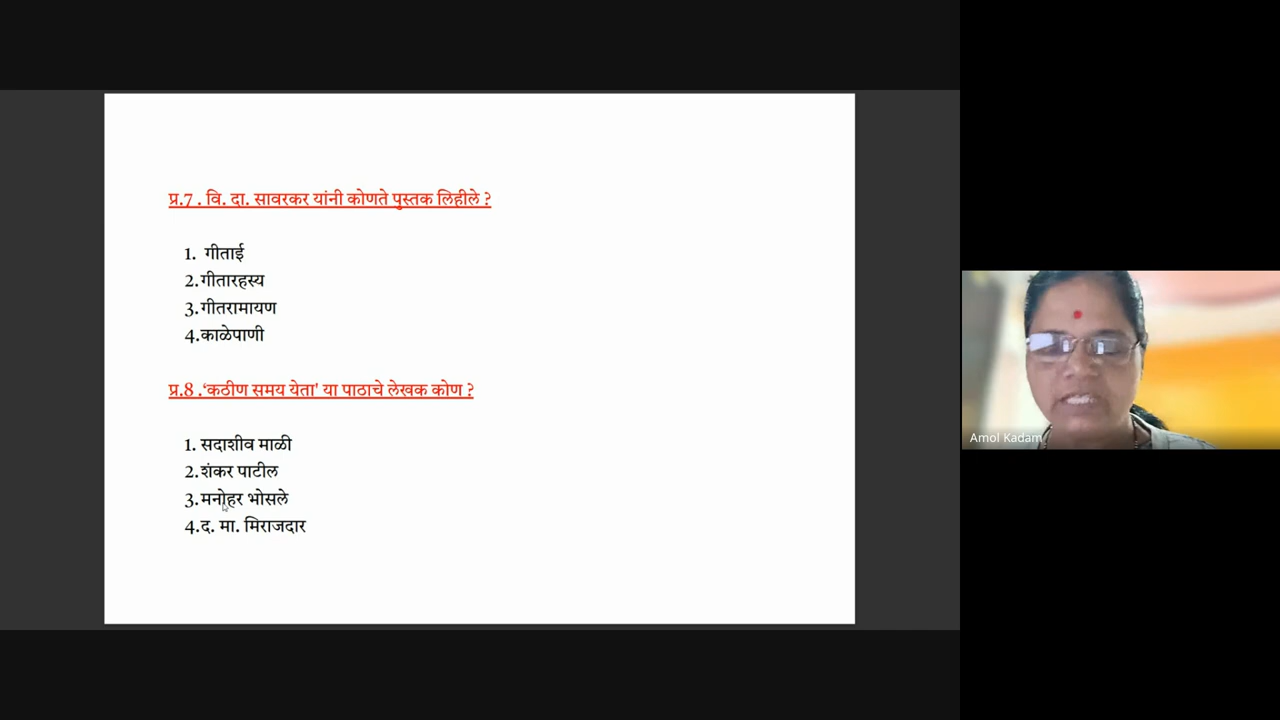 प्र.7 . वि. दा. सावरकर यांनी कोणते पुस्तक लिहीले ?
1. गीताई
2.गीतारहस्य
3.गीतरामायण
4.काळेपाणी
प्र.8 .‘कठीण समय येता' या पाठाचे लेखक कोण ?
1. सदाशीव माळी
2.शंकर पाटील
3.मनोहर भोसले
4.द. मा. मिराजदार
Amol Kadam